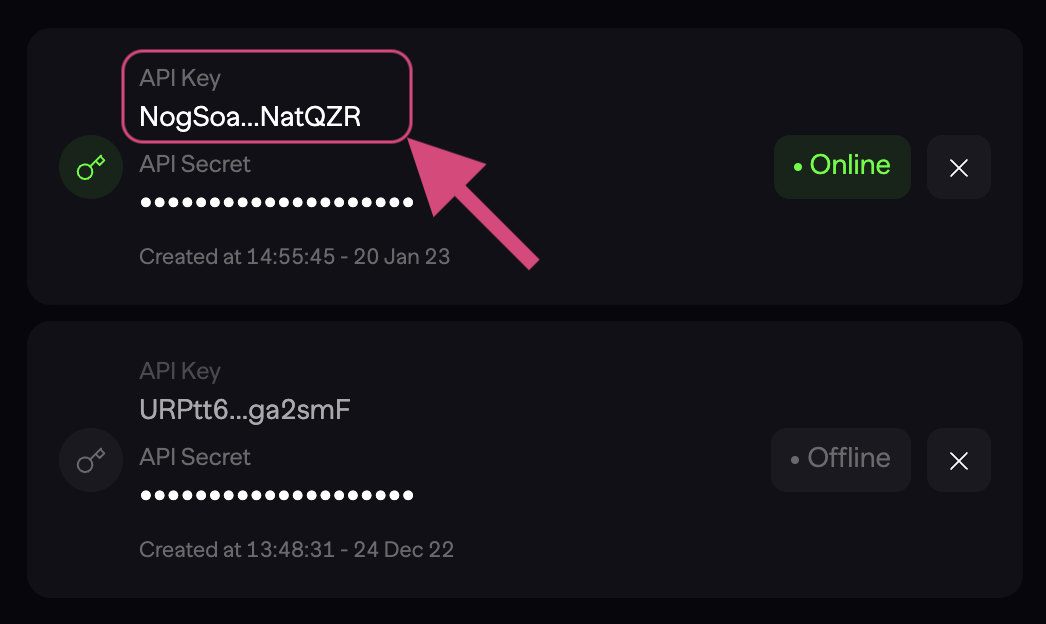 API Key
NogSoa...NatQZR
API Secret
••••••••••••••••••••
• Online
Created at 14:55:45 - 20 Jan 23
API Key
URPtt6...ga2smF
API Secret
••••••••••••••••••••
• Offline
Created at 13:48:31 - 24 Dec 22